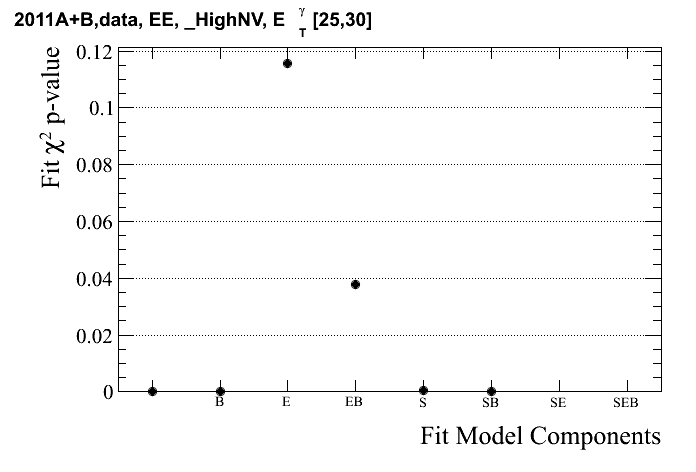 2011A+B,data, EE, _HighNV, E γ T [25,30]
Fit χ² p-value
0.12
0.1
0.08
0.06
0.04
0.02
0
B E EB S SB SE SEB
Fit Model Components